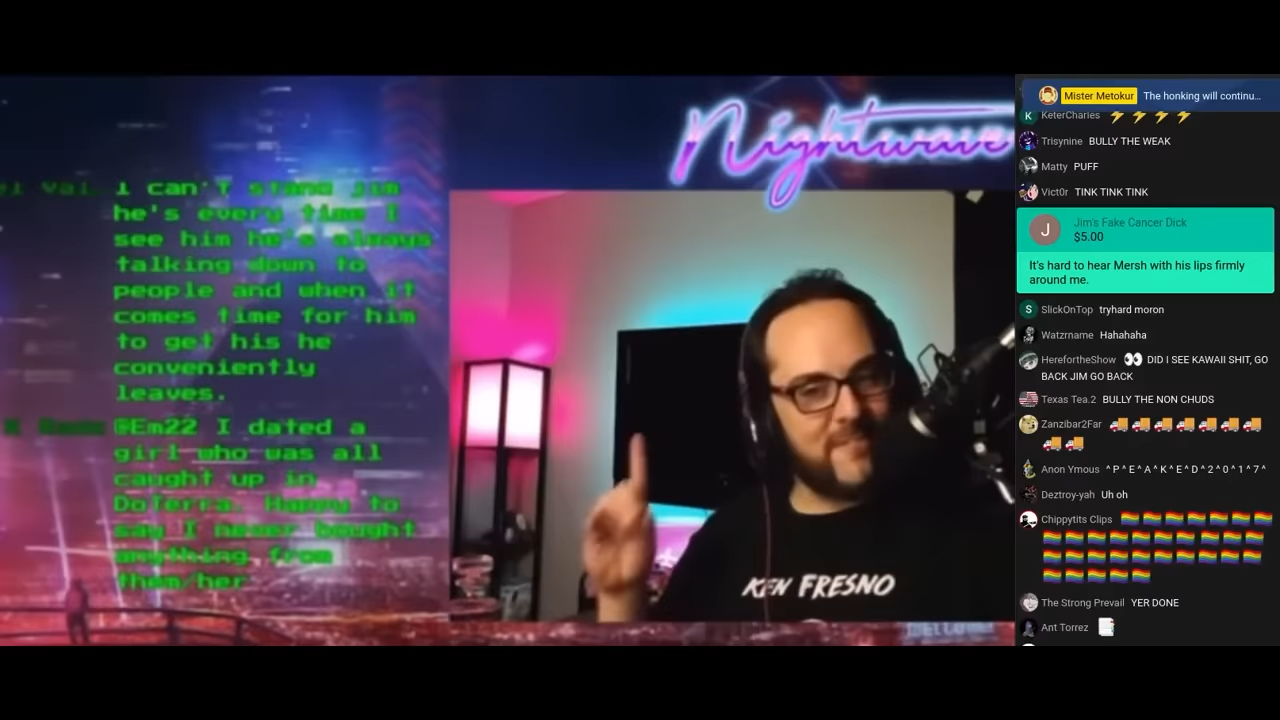 Nightwave
i can't stand jim
he's every time I
see him he's always
talking down to
people and when it
comes time for him
to get his he
conveniently
leaves.
@Em22 I dated a
girl who was all
caught up in
DoTerra. Happy to
say I never bought
anything from
them/her
KEN FRESNO
Mister Metokur The honking will continu...
KeterCharles ⚡⚡⚡⚡
Trisynine BULLY THE WEAK
Matty PUFF
Vict0r TINK TINK TINK
J
Jim's Fake Cancer Dick
$5.00
It's hard to hear Mersh with his lips firmly
around me.
S SlickOnTop tryhard moron
Watzrname Hahahaha
HerefortheShow 👀 DID I SEE KAWAII SHIT, GO
BACK JIM GO BACK
Texas Tea.2 BULLY THE NON CHUDS
Zanzibar2Far 🚚🚚🚚🚚🚚🚚🚚
🚚🚚
Anon Ymous ^P^E^A^K^E^D^2^0^1^7^
Deztroy-yah Uh oh
Chippytits Clips 🏳️‍🌈🏳️‍🌈🏳️‍🌈🏳️‍🌈🏳️‍🌈🏳️‍🌈🏳️‍🌈
🏳️‍🌈🏳️‍🌈🏳️‍🌈🏳️‍🌈🏳️‍🌈🏳️‍🌈🏳️‍🌈🏳️‍🌈🏳️‍🌈🏳️‍🌈
🏳️‍🌈🏳️‍🌈🏳️‍🌈🏳️‍🌈🏳️‍🌈🏳️‍🌈🏳️‍🌈🏳️‍🌈🏳️‍🌈🏳️‍🌈
🏳️‍🌈🏳️‍🌈🏳️‍🌈🏳️‍🌈🏳️‍🌈
The Strong Prevail YER DONE
Ant Torrez 📑